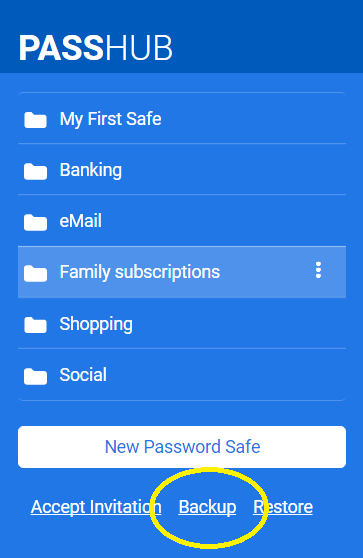 PASSHUB
My First Safe
Banking
eMail
Family subscriptions
Shopping
Social
New Password Safe
Accept Invitation Backup Restore